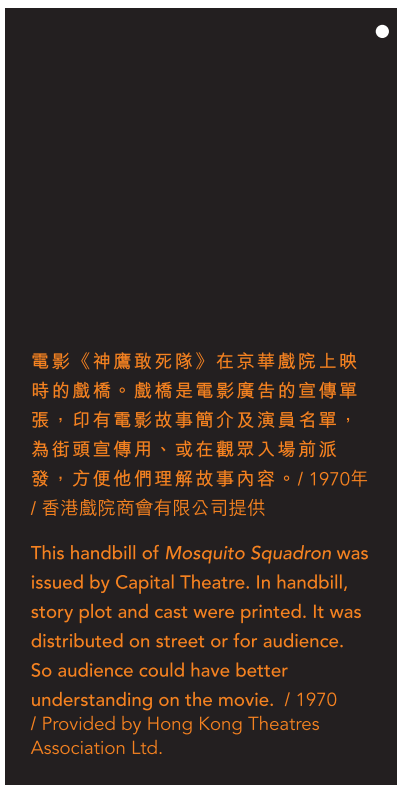 電影《神鷹敢死隊》在京華戲院上映
時的戲橋。戲橋是電影廣告的宣傳單
張，印有電影故事簡介及演員名單，
為街頭宣傳用、或在觀眾入場前派
發，方便他們理解故事內容。/ 1970年
/ 香港戲院商會有限公司提供
This handbill of Mosquito Squadron was
issued by Capital Theatre. In handbill,
story plot and cast were printed. It was
distributed on street or for audience.
So audience could have better
understanding on the movie. / 1970
/ Provided by Hong Kong Theatres
Association Ltd.